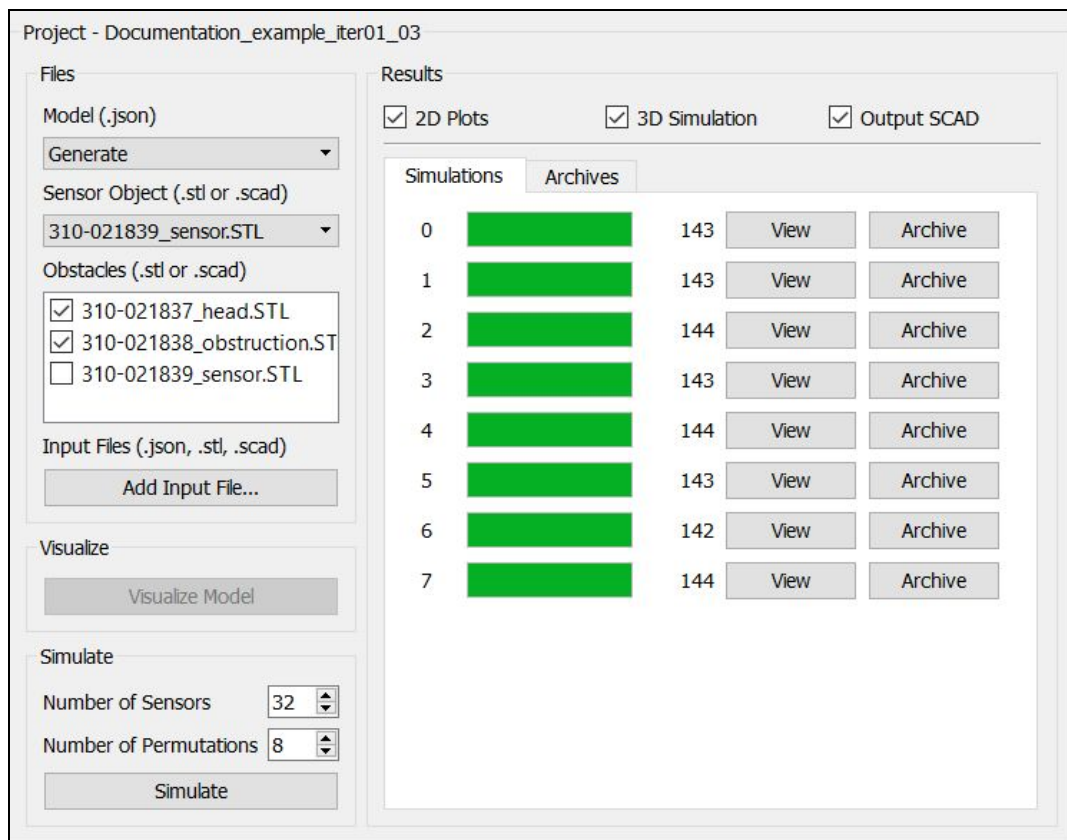 Project - Documentation_example_iter01_03
Files
Model (.json)
Generate
Sensor Object (.stl or .scad)
310-021839_sensor.STL
Obstacles (.stl or .scad)
310-021837_head.STL
310-021838_obstruction.ST
310-021839_sensor.STL
Input Files (.json, .stl, .scad)
Add Input File...
Visualize
Visualize Model
Simulate
Number of Sensors 32
Number of Permutations 8
Simulate
Results
2D Plots 3D Simulation Output SCAD
Simulations Archives
0 143 View Archive
1 143 View Archive
2 144 View Archive
3 143 View Archive
4 144 View Archive
5 143 View Archive
6 142 View Archive
7 144 View Archive